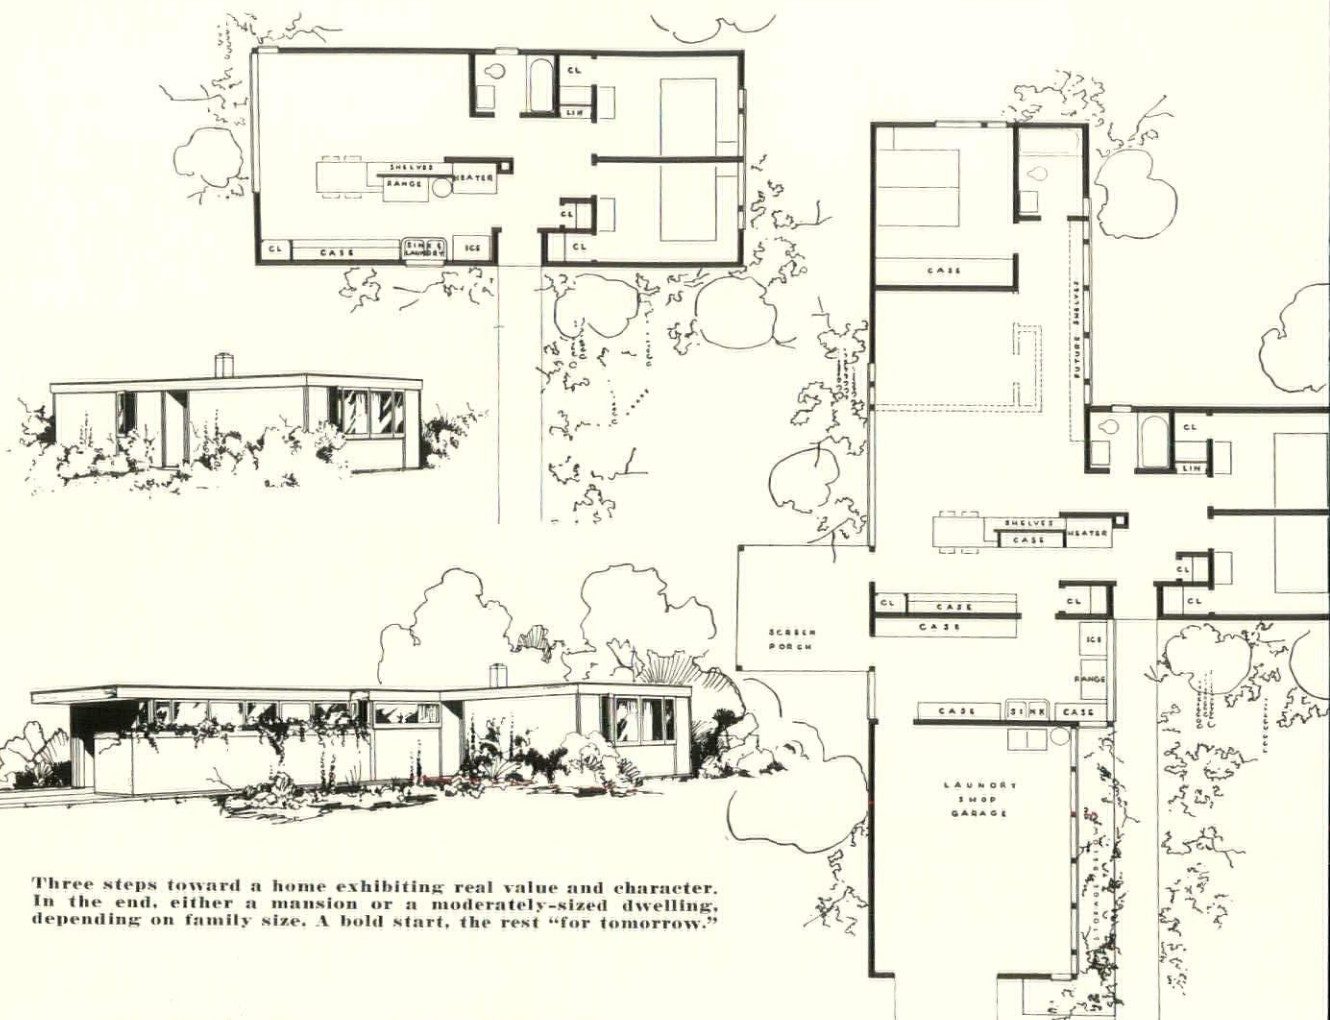 CL
LIN
SHELVES
RANGE
HEATER
CL
CL
CASE
SINK &
LAUNDRY
ICE
CL
CASE
FUTURE SHELVES
CL
LIN
SHELVES
CASE
HEATER
CL
CL
CASE
CL
CL
CASE
SCREEN
PORCH
ICE
RANGE
CASE
SINK
CASE
LAUNDRY
SHOP
GARAGE
STORAGE BELOW
Three steps toward a home exhibiting real value and character.
In the end, either a mansion or a moderately-sized dwelling,
depending on family size. A bold start, the rest "for tomorrow."